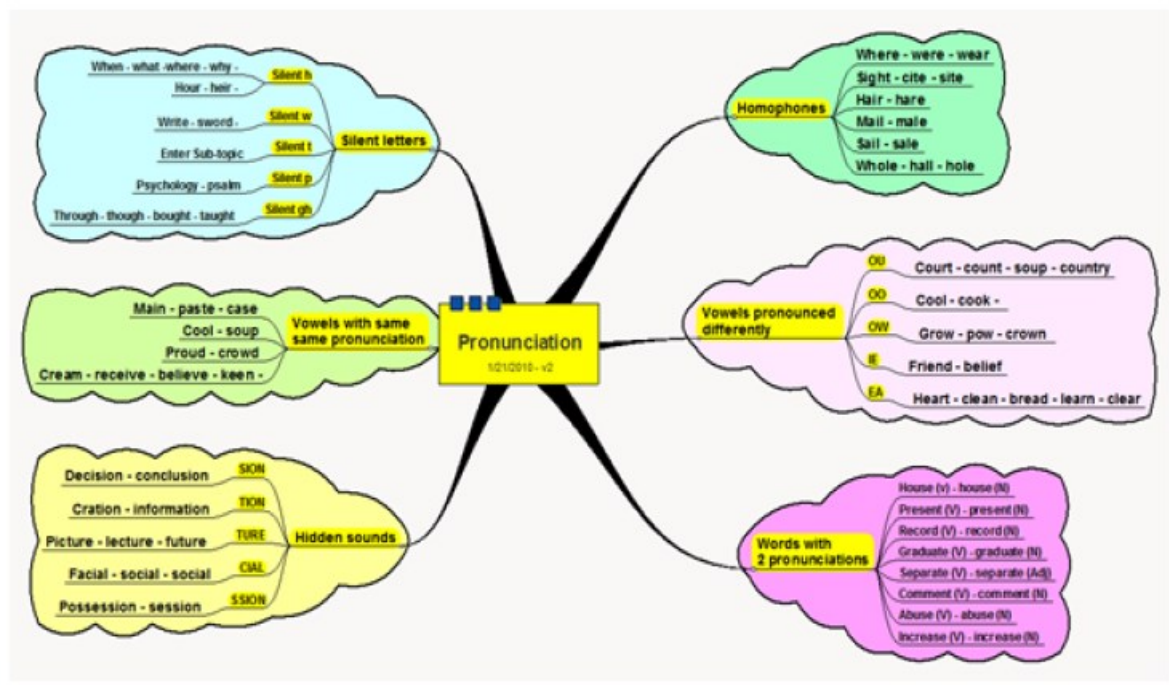 Pronunciation
1/21/2010 - v2
Silent letters
Silent h
When - what -where - why -
Hour - heir -
Silent w
Write - sword -
Silent t
Enter Sub-topic
Silent p
Psychology - psalm
Silent gh
Through - though - bought - taught
Vowels with same
same pronunciation
Main - paste - case
Cool - soup
Proud - crowd
Cream - receive - believe - keen -
Hidden sounds
SION
Decision - conclusion
TION
Cration - information
TURE
Picture - lecture - future
CIAL
Facial - social - social
SSION
Possession - session
Homophones
Where - were - wear
Sight - cite - site
Hair - hare
Mail - male
Sail - sale
Whole - hall - hole
Vowels pronounced
differently
OU
Court - count - soup - country
OO
Cool - cook -
OW
Grow - pow - crown
IE
Friend - belief
EA
Heart - clean - bread - learn - clear
Words with
2 pronunciations
House (v) - house (N)
Present (V) - present (N)
Record (V) - record (N)
Graduate (V) - graduate (N)
Separate (V) - separate (Adj)
Comment (V) - comment (N)
Abuse (V) - abuse (N)
Increase (V) - increase (N)